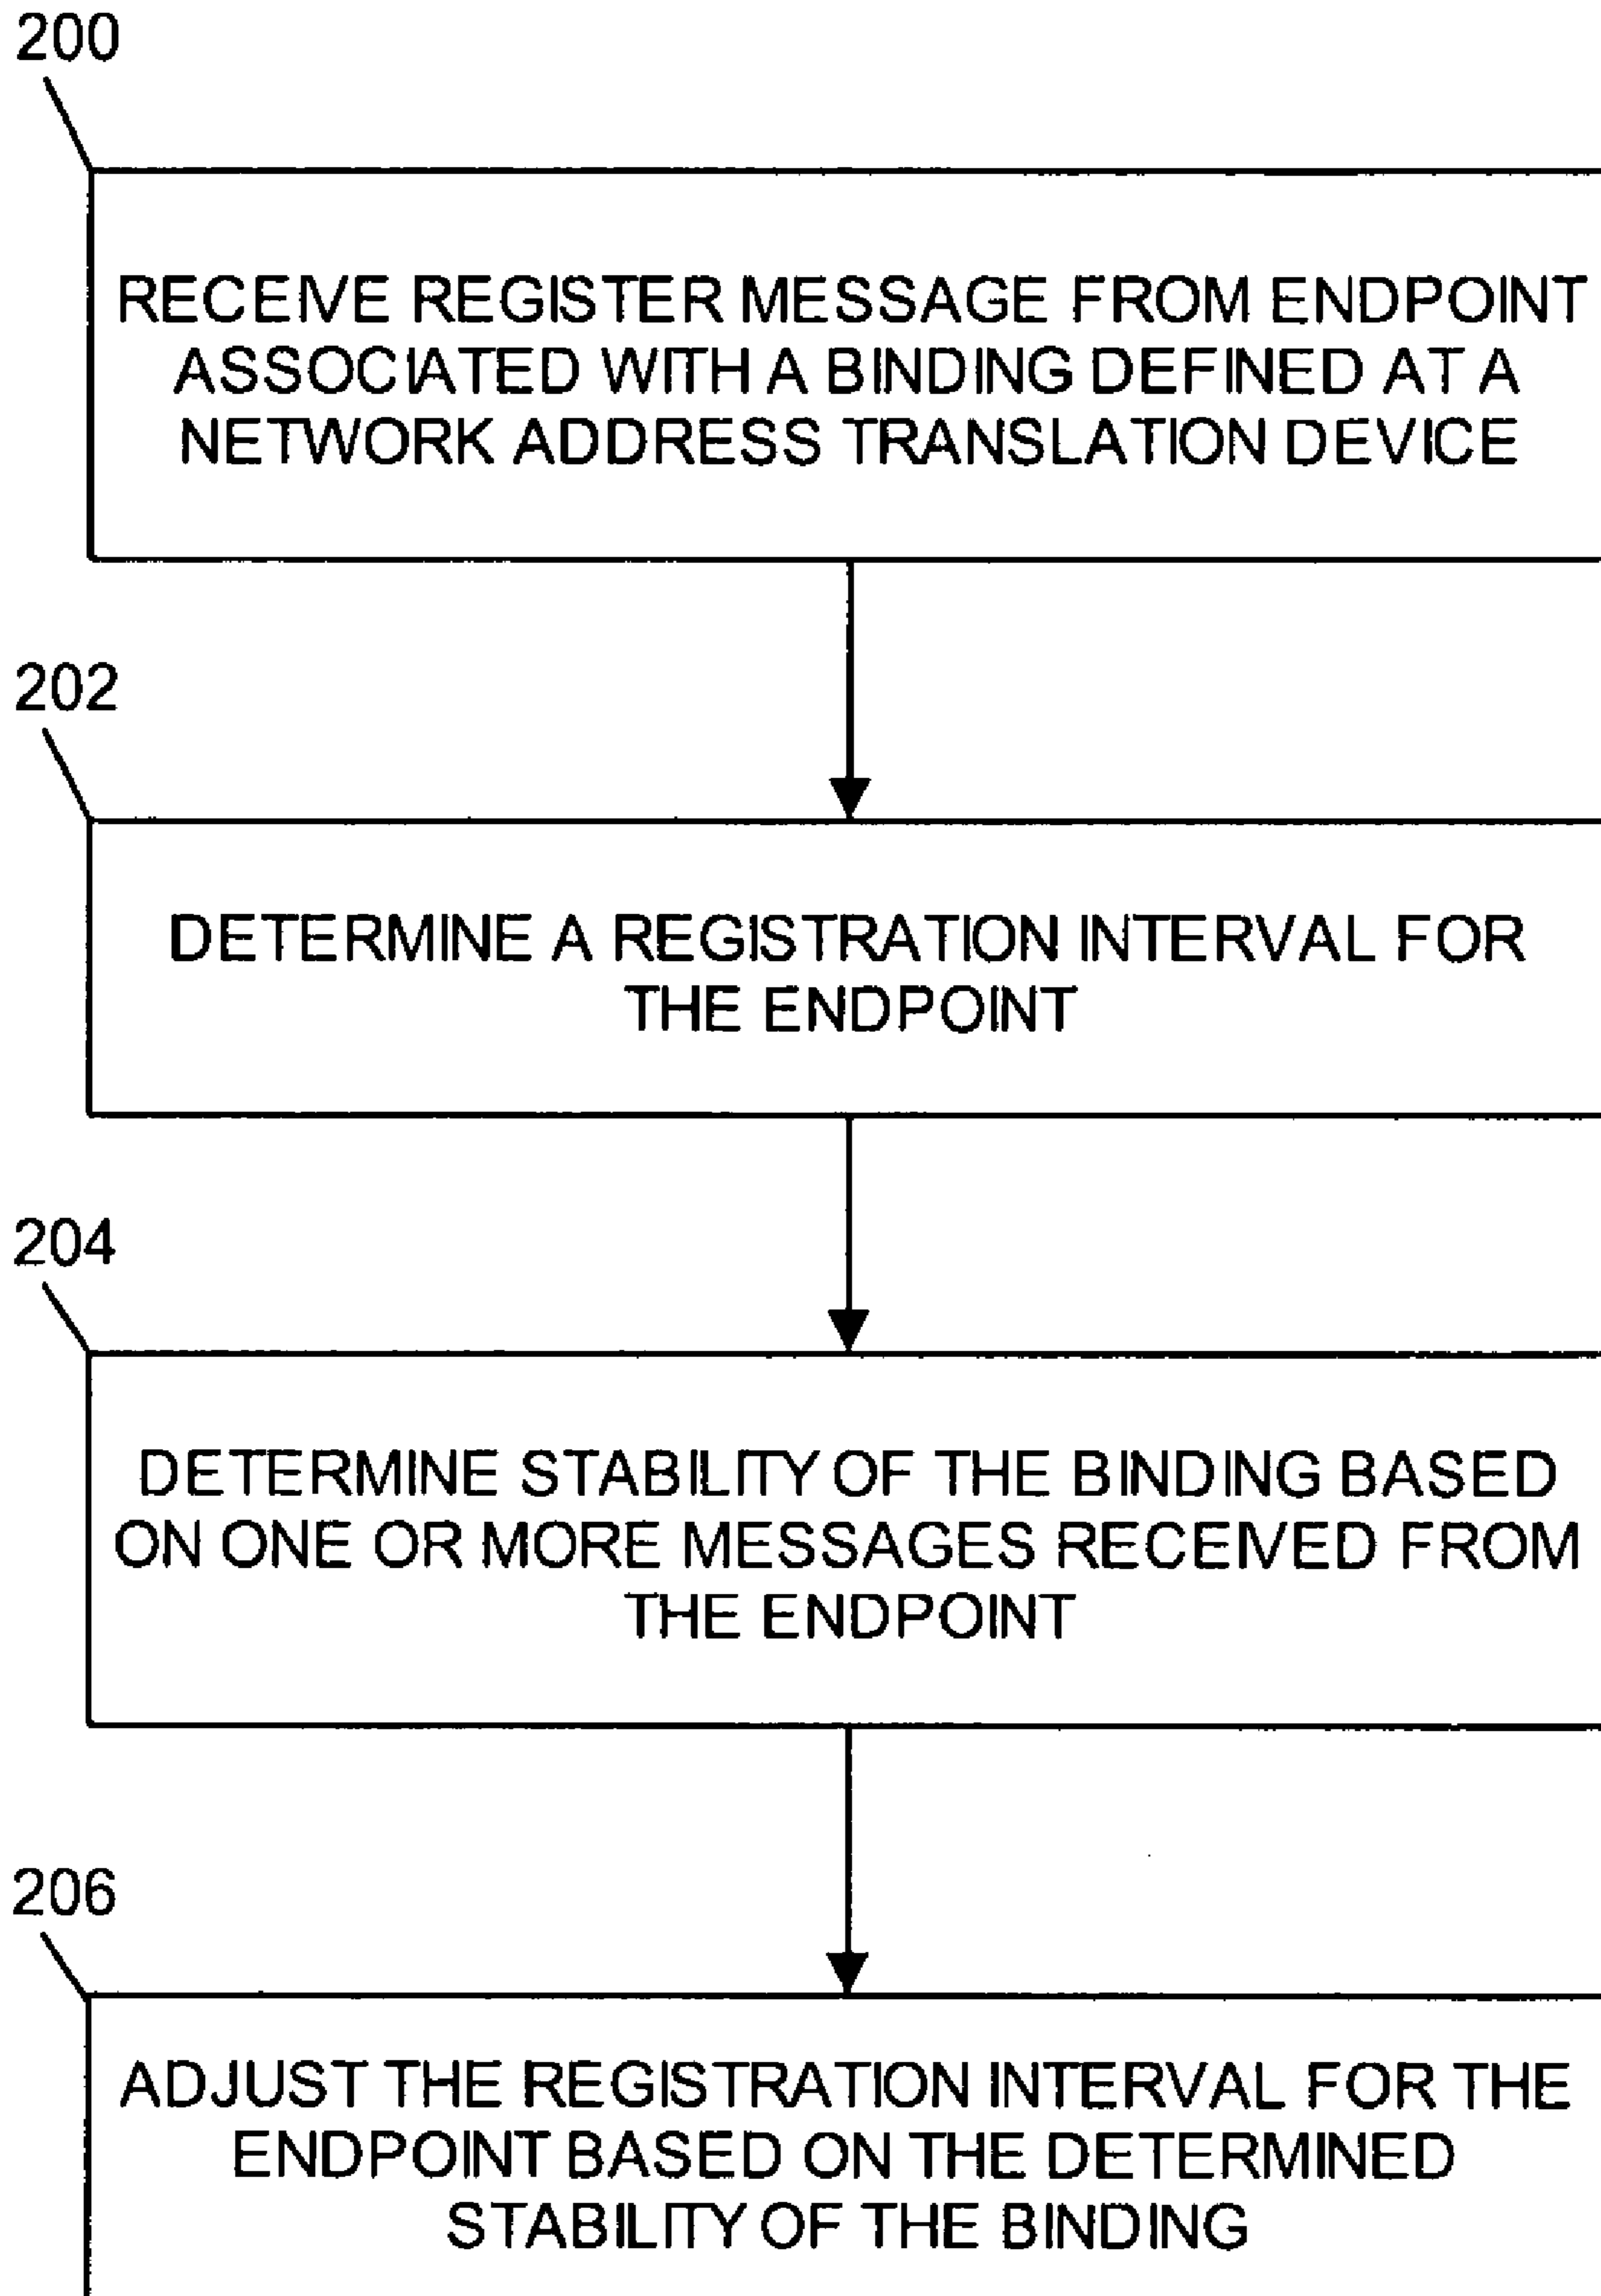 200
RECEIVE REGISTER MESSAGE FROM ENDPOINT
ASSOCIATED WITH A BINDING DEFINED AT A
NETWORK ADDRESS TRANSLATION DEVICE
202
DETERMINE A REGISTRATION INTERVAL FOR
THE ENDPOINT
204
DETERMINE STABILITY OF THE BINDING BASED
ON ONE OR MORE MESSAGES RECEIVED FROM
THE ENDPOINT
206
ADJUST THE REGISTRATION INTERVAL FOR THE
ENDPOINT BASED ON THE DETERMINED
STABILITY OF THE BINDING